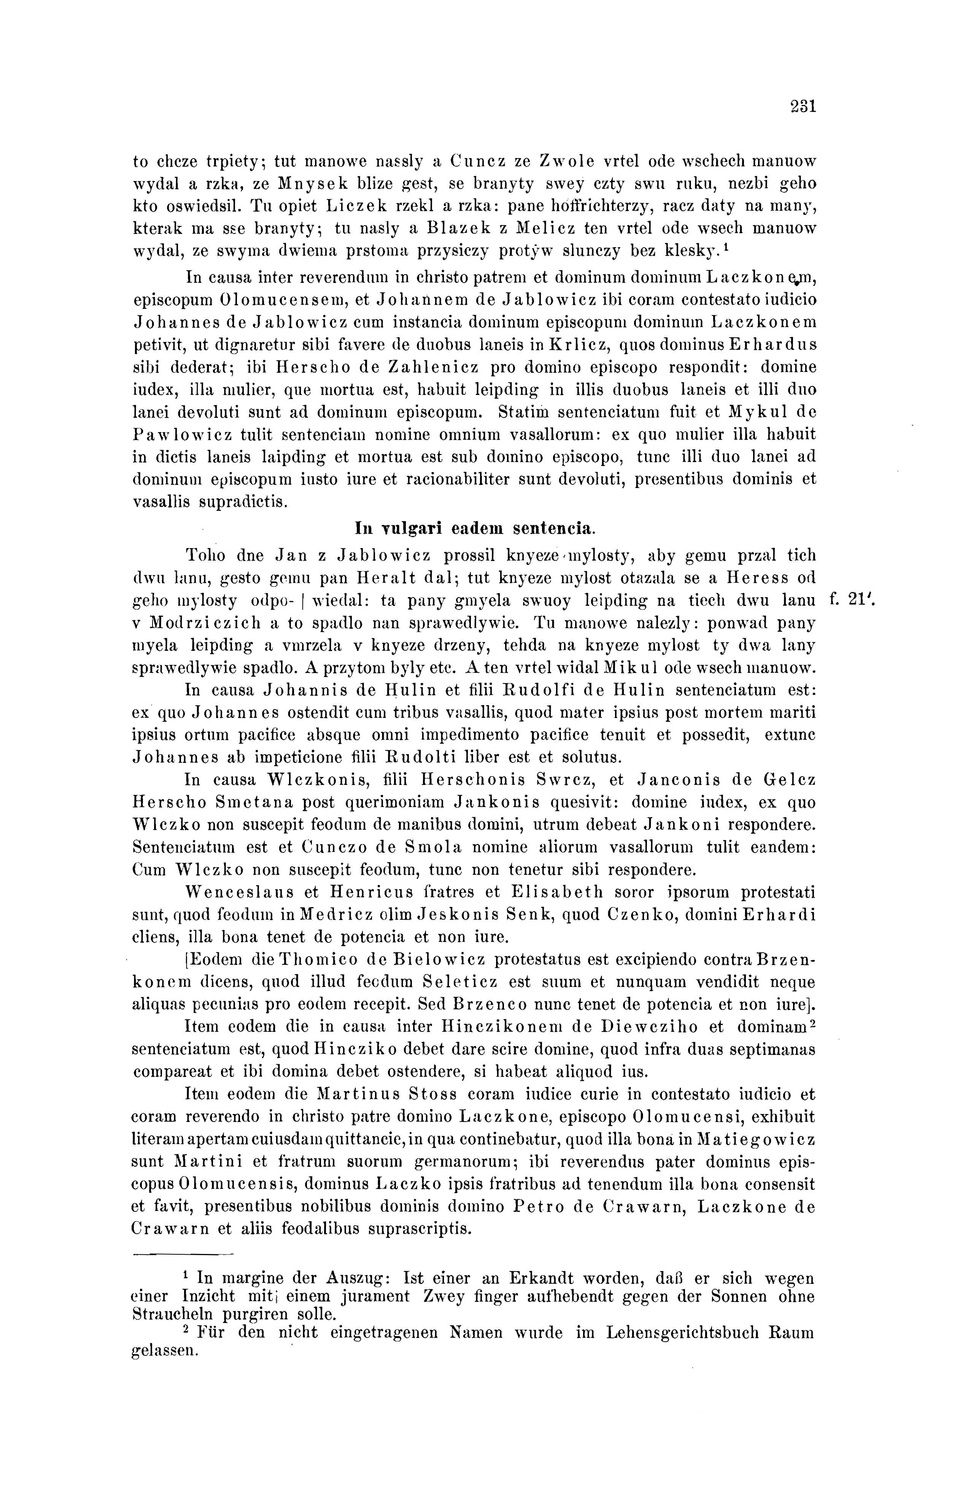 231
to chcze trpiety; tut manowe nassly a Cuncz ze Zwole vrtel ode wschech manuow
wydal a rzka, ze Mnysek blize gest, se branyty swey czty swu ruku, nezbi geho
kto oswiedsil. Tu opiet Liczek rzekl a rzka: pane hoffrichterzy, racz daty na many,
kterak ma sse branyty; tu nasly a Blazek z Melicz ten vrtel ode wsech manuow
wydal, ze swyma dwiema prstoma przysiczy protýw slunczy bez klesky.¹
In causa inter reverendum in christo patrem et dominum dominum Laczkonem,
episcopum Olomucensem, et Johannem de Jablowicz ibi coram contestato iudicio
Johannes de Jablowicz cum instancia dominum episcopum dominum Laczkonem
petivit, ut dignaretur sibi favere de duobus laneis in Krlicz, quos dominus Erhardus
sibi dederat; ibi Herscho de Zahlenicz pro domino episcopo respondit: domine
iudex, illa mulier, que mortua est, habuit leipding in illis duobus laneis et illi duo
lanei devoluti sunt ad dominum episcopum. Statim sentenciatum fuit et Mykul de
Pawlowicz tulit sentenciam nomine omnium vasallorum: ex quo mulier illa habuit
in dictis laneis laipding et mortua est sub domino episcopo, tunc illi duo lanei ad
dominum episcopum iusto iure et racionabiliter sunt devoluti, presentibus dominis et
vasallis supradictis.
In vulgari eadem sentencia.
Toho dne Jan z Jablowicz prossil knyeze mylosty, aby gemu przal tich
dwu lanu, gesto gemu pan Heralt dal; tut knyeze mylost otazala se a Heress od
geho mylosty odpo- | wiedal: ta pany gmyela swuoy leipding na tiech dwu lanu f. 21'.
v Modrziczich a to spadlo nan sprawedlywie. Tu manowe nalezly: ponwad pany
myela leipding a vmrzela v knyeze drzeny, tehda na knyeze mylost ty dwa lany
sprawedlywie spadlo. A przytom byly etc. A ten vrtel widal Mikul ode wsech manuow.
In causa Johannis de Hulin et filii Rudolfi de Hulin sentenciatum est:
ex quo Johannes ostendit cum tribus vasallis, quod mater ipsius post mortem mariti
ipsius ortum pacifice absque omni impedimento pacifice tenuit et possedit, extunc
Johannes ab impeticione filii Rudolti liber est et solutus.
In causa Wlczkonis, filii Herschonis Swrcz, et Janconis de Gelcz
Herscho Smetana post querimoniam Jankonis quesivit: domine iudex, ex quo
Wlczko non suscepit feodum de manibus domini, utrum debeat Jankoni respondere.
Sentenciatum est et Cunczo de Smola nomine aliorum vasallorum tulit eandem:
Cum Wlczko non suscepit feodum, tunc non tenetur sibi respondere.
Wenceslaus et Henricus fratres et Elisabeth soror ipsorum protestati
sunt, quod feodum in Medricz olim Jeskonis Senk, quod Czenko, domini Erhardi
cliens, illa bona tenet de potencia et non iure.
[Eodem die Thomico de Bielowicz protestatus est excipiendo contra Brzen-
konem dicens, quod illud feodum Seleticz est suum et nunquam vendidit neque
aliquas pecunias pro eodem recepit. Sed Brzenco nunc tenet de potencia et non iure].
Item eodem die in causa inter Hinczikonem de Diewcziho et dominam²
sentenciatum est, quod Hincziko debet dare scire domine, quod infra duas septimanas
compareat et ibi domina debet ostendere, si habeat aliquod ius.
Item eodem die Martinus Stoss coram iudice curie in contestato iudicio et
coram reverendo in christo patre domino Laczkone, episcopo Olomucensi, exhibuit
literam apertam cuiusdam quittancie, in qua continebatur, quod illa bona in Matiegowicz
sunt Martini et fratrum suorum germanorum; ibi reverendus pater dominus epis-
copus Olomucensis, dominus Laczko ipsis fratribus ad tenendum illa bona consensit
et favit, presentibus nobilibus dominis domino Petro de Crawarn, Laczkone de
Crawarn et aliis feodalibus suprascriptis.
¹ In margine der Auszug: Ist einer an Erkandt worden, daß er sich wegen
einer Inzicht mit| einem jurament Zwey finger aufhebendt gegen der Sonnen ohne
Straucheln purgiren solle.
² Für den nicht eingetragenen Namen wurde im Lehensgerichtsbuch Raum
gelassen.